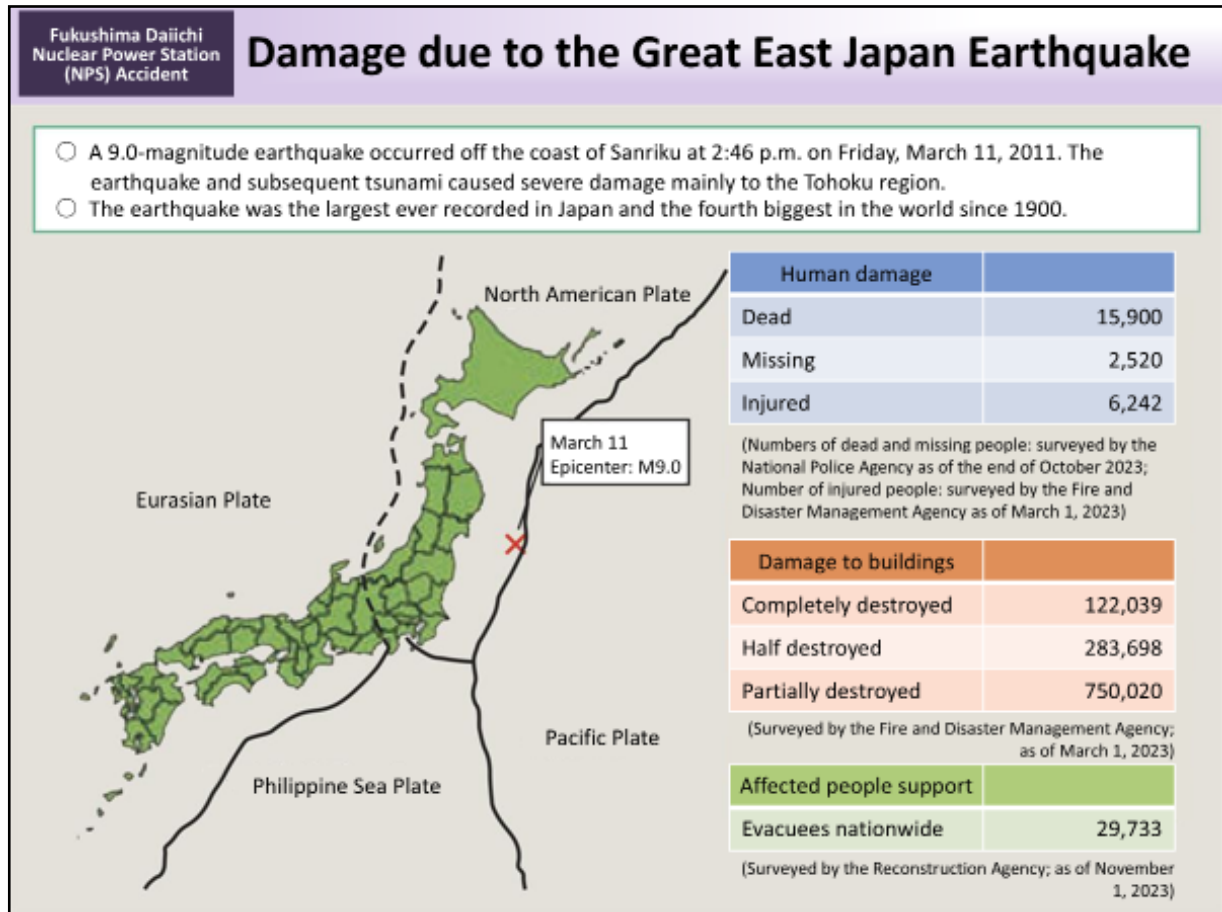 Fukushima Daiichi
Nuclear Power Station
(NPS) Accident
Damage due to the Great East Japan Earthquake
○ A 9.0-magnitude earthquake occurred off the coast of Sanriku at 2:46 p.m. on Friday, March 11, 2011. The
earthquake and subsequent tsunami caused severe damage mainly to the Tohoku region.
○ The earthquake was the largest ever recorded in Japan and the fourth biggest in the world since 1900.
North American Plate
March 11
Epicenter: M9.0
Eurasian Plate
Pacific Plate
Philippine Sea Plate
Human damage
Dead 15,900
Missing 2,520
Injured 6,242
(Numbers of dead and missing people: surveyed by the
National Police Agency as of the end of October 2023;
Number of injured people: surveyed by the Fire and
Disaster Management Agency as of March 1, 2023)
Damage to buildings
Completely destroyed 122,039
Half destroyed 283,698
Partially destroyed 750,020
(Surveyed by the Fire and Disaster Management Agency;
as of March 1, 2023)
Affected people support
Evacuees nationwide 29,733
(Surveyed by the Reconstruction Agency; as of November
1, 2023)